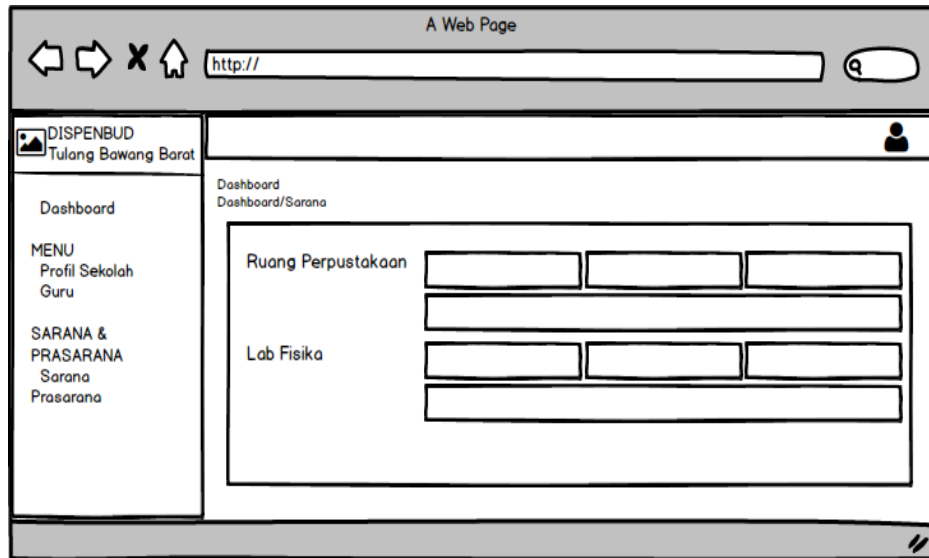 A Web Page
http://
DISPENBUD
Tulang Bawang Barat
Dashboard
MENU
Profil Sekolah
Guru
SARANA &
PRASARANA
Sarana
Prasarana
Dashboard
Dashboard/Sarana
Ruang Perpustakaan
Lab Fisika